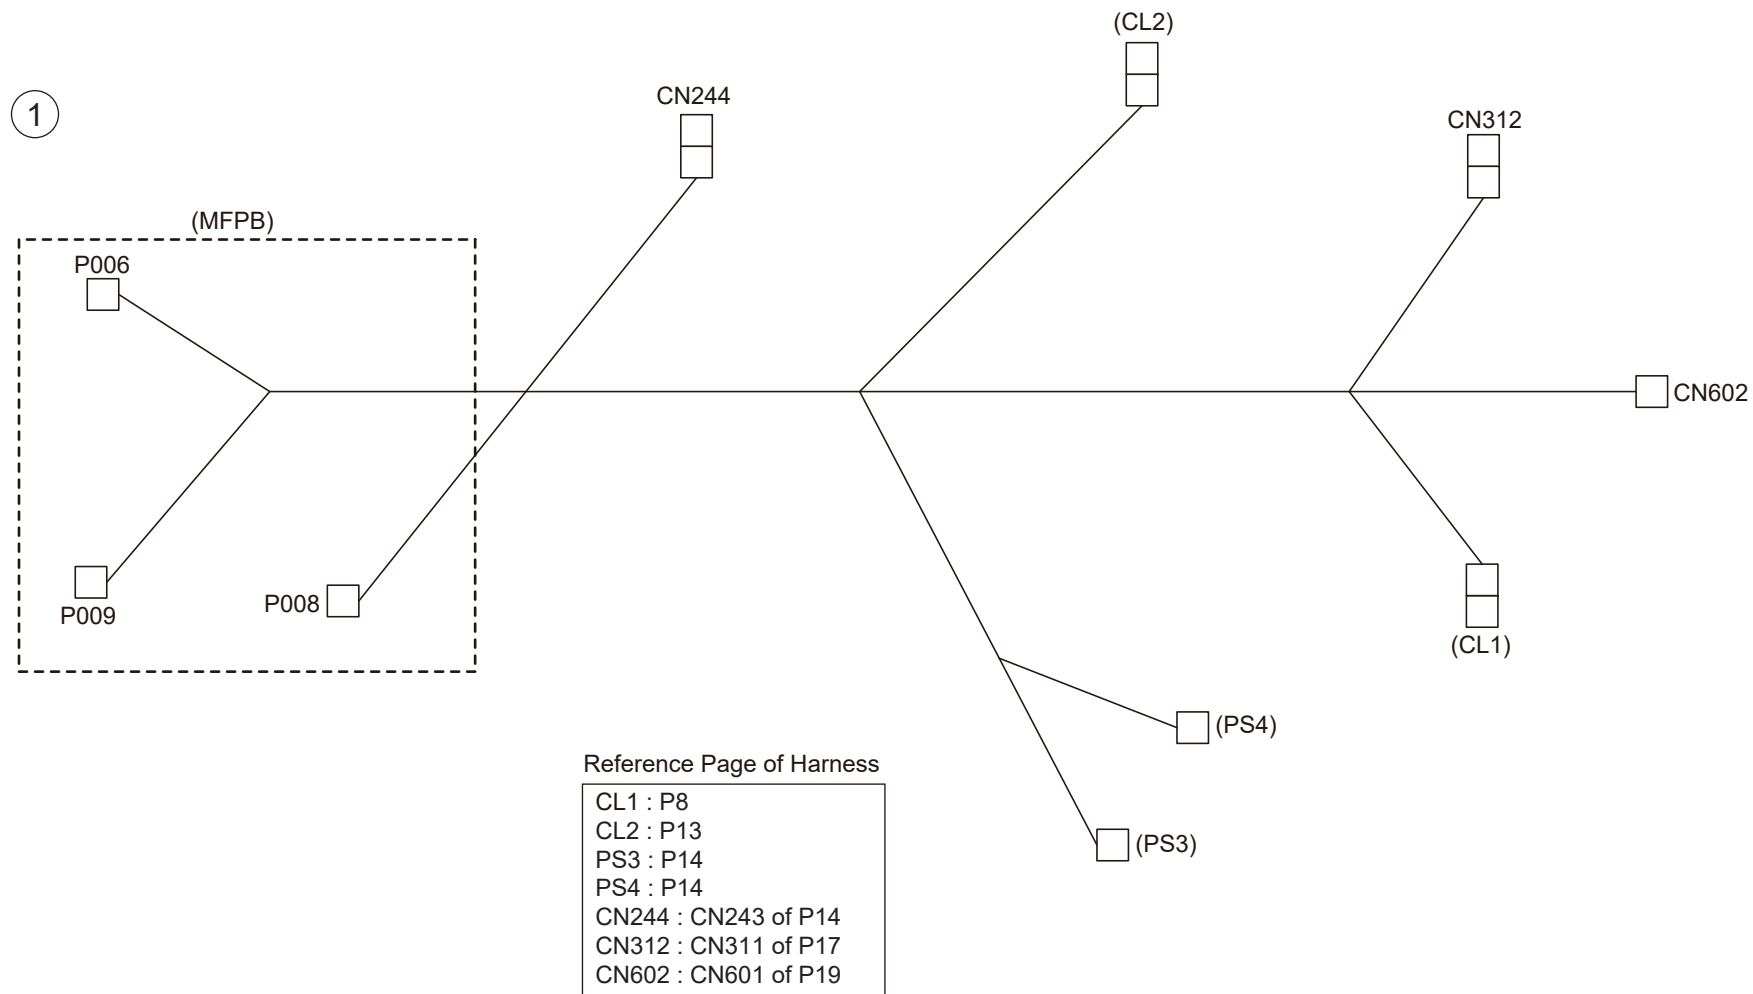 (CL2)
CN244
1
CN312
(MFPB)
P006
CN602
P009
P008
(CL1)
(PS4)
Reference Page of Harness
CL1 : P8
CL2 : P13
PS3 : P14
(PS3)
PS4 : P14
CN244 : CN243 of P14
CN312 : CN311 of P17
CN602 : CN601 of P19